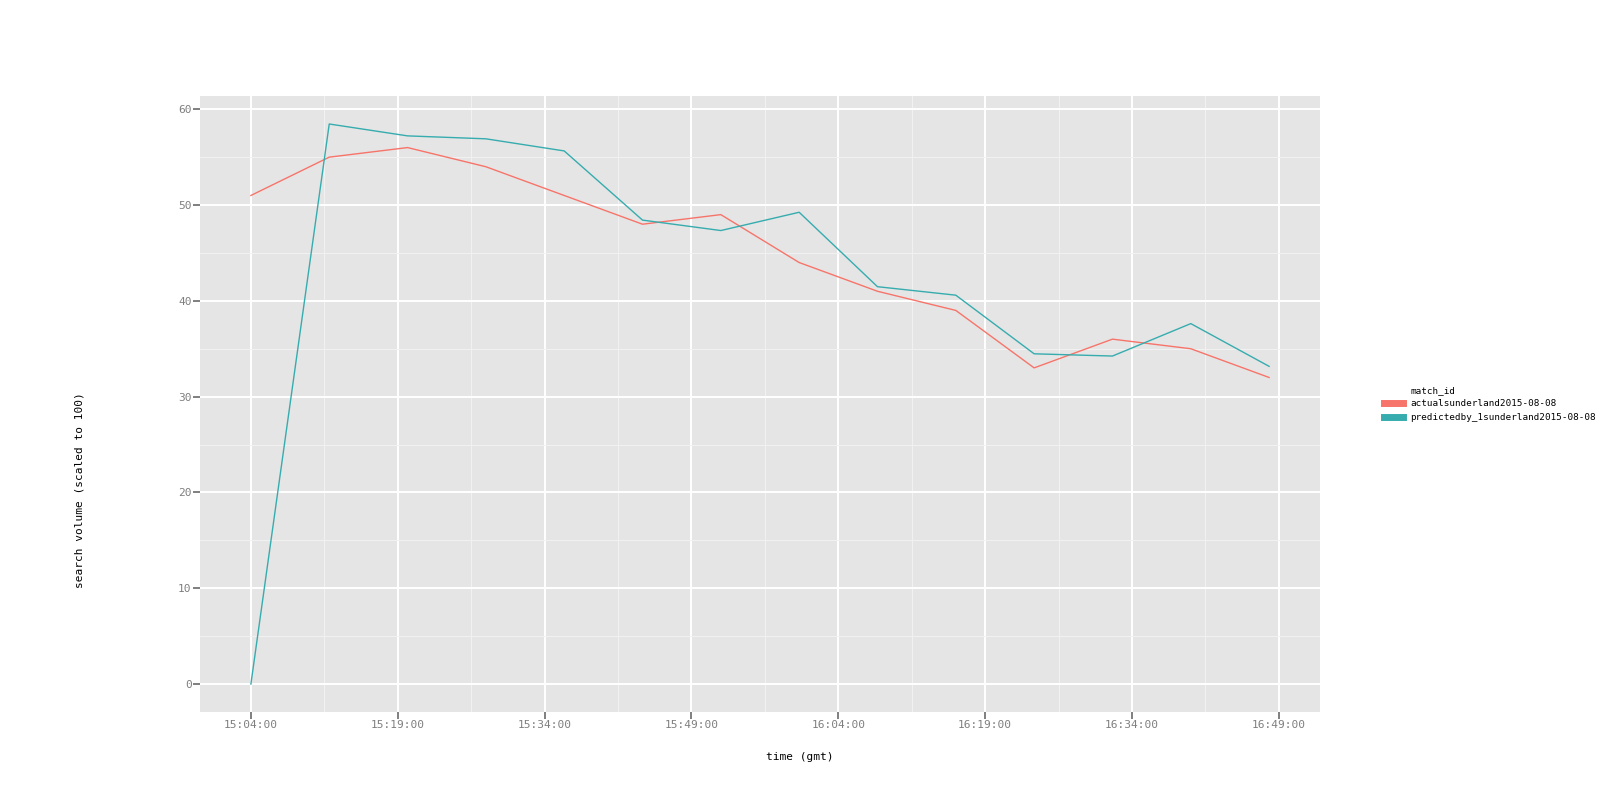 60
50
40
30
20
10
0
search volume (scaled to 100)
15:04:00 15:19:00 15:34:00 15:49:00 16:04:00 16:19:00 16:34:00 16:49:00
time (gmt)
match_id
actualsunderland2015-08-08
predictedby_1sunderland2015-08-08